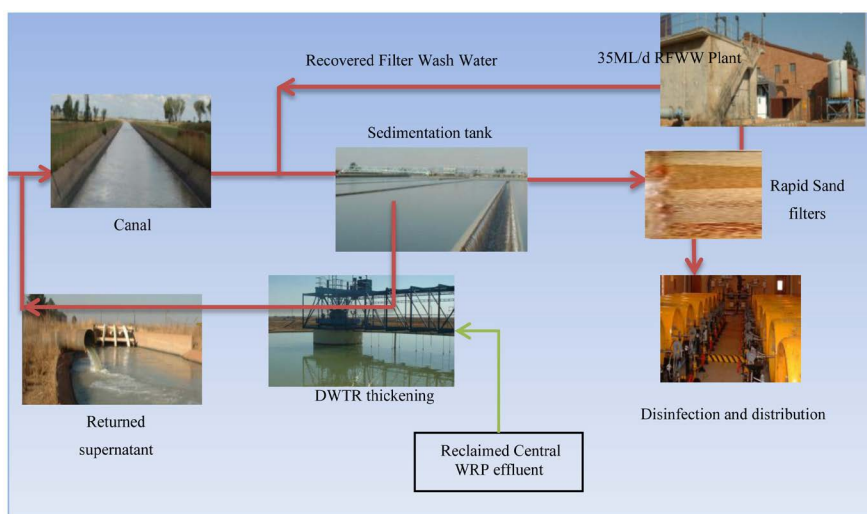 Recovered Filter Wash Water
35ML/d RFWW Plant
Sedimentation tank
Canal
Rapid Sand
filters
DWTR thickening
Returned
supernatant
Disinfection and distribution
Reclaimed Central
WRP effluent